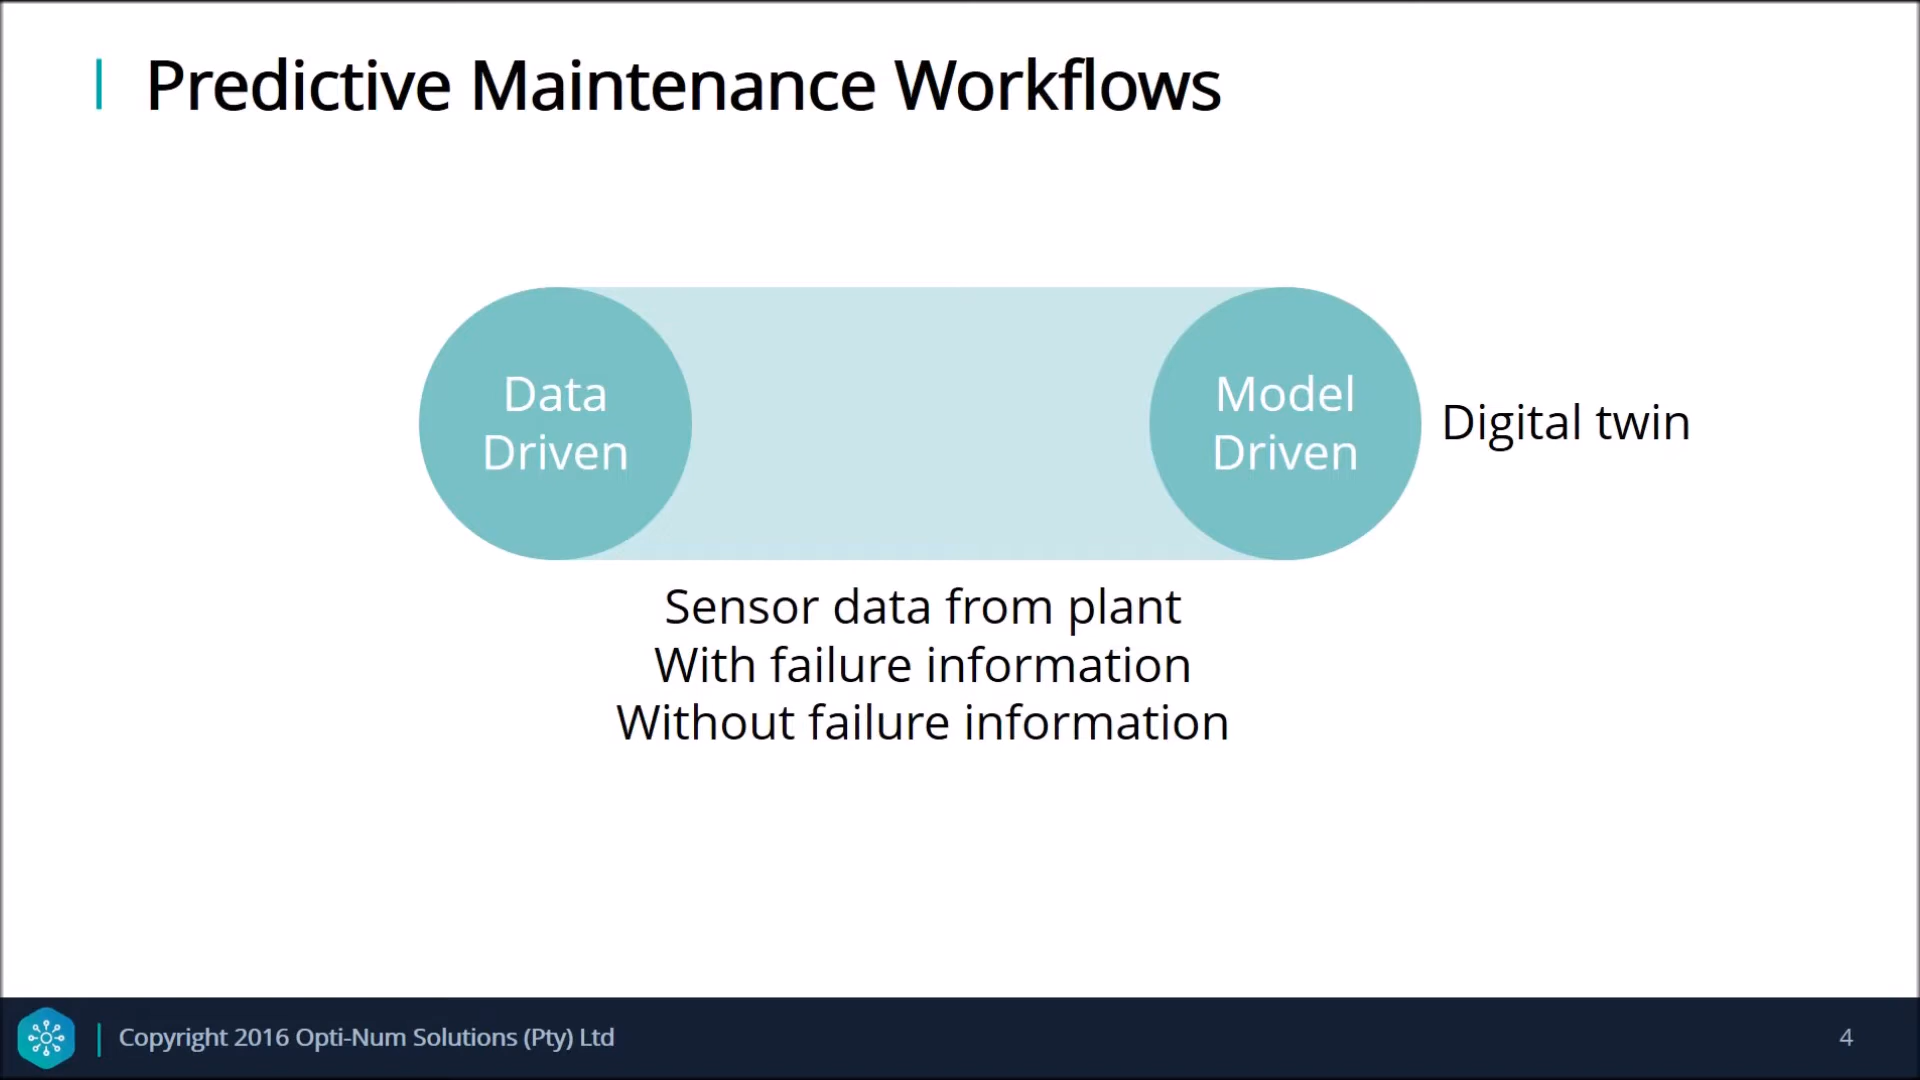 Predictive Maintenance Workflows
Data
Driven
Model
Driven
Digital twin
Sensor data from plant
With failure information
Without failure information
Copyright 2016 Opti-Num Solutions (Pty) Ltd
4